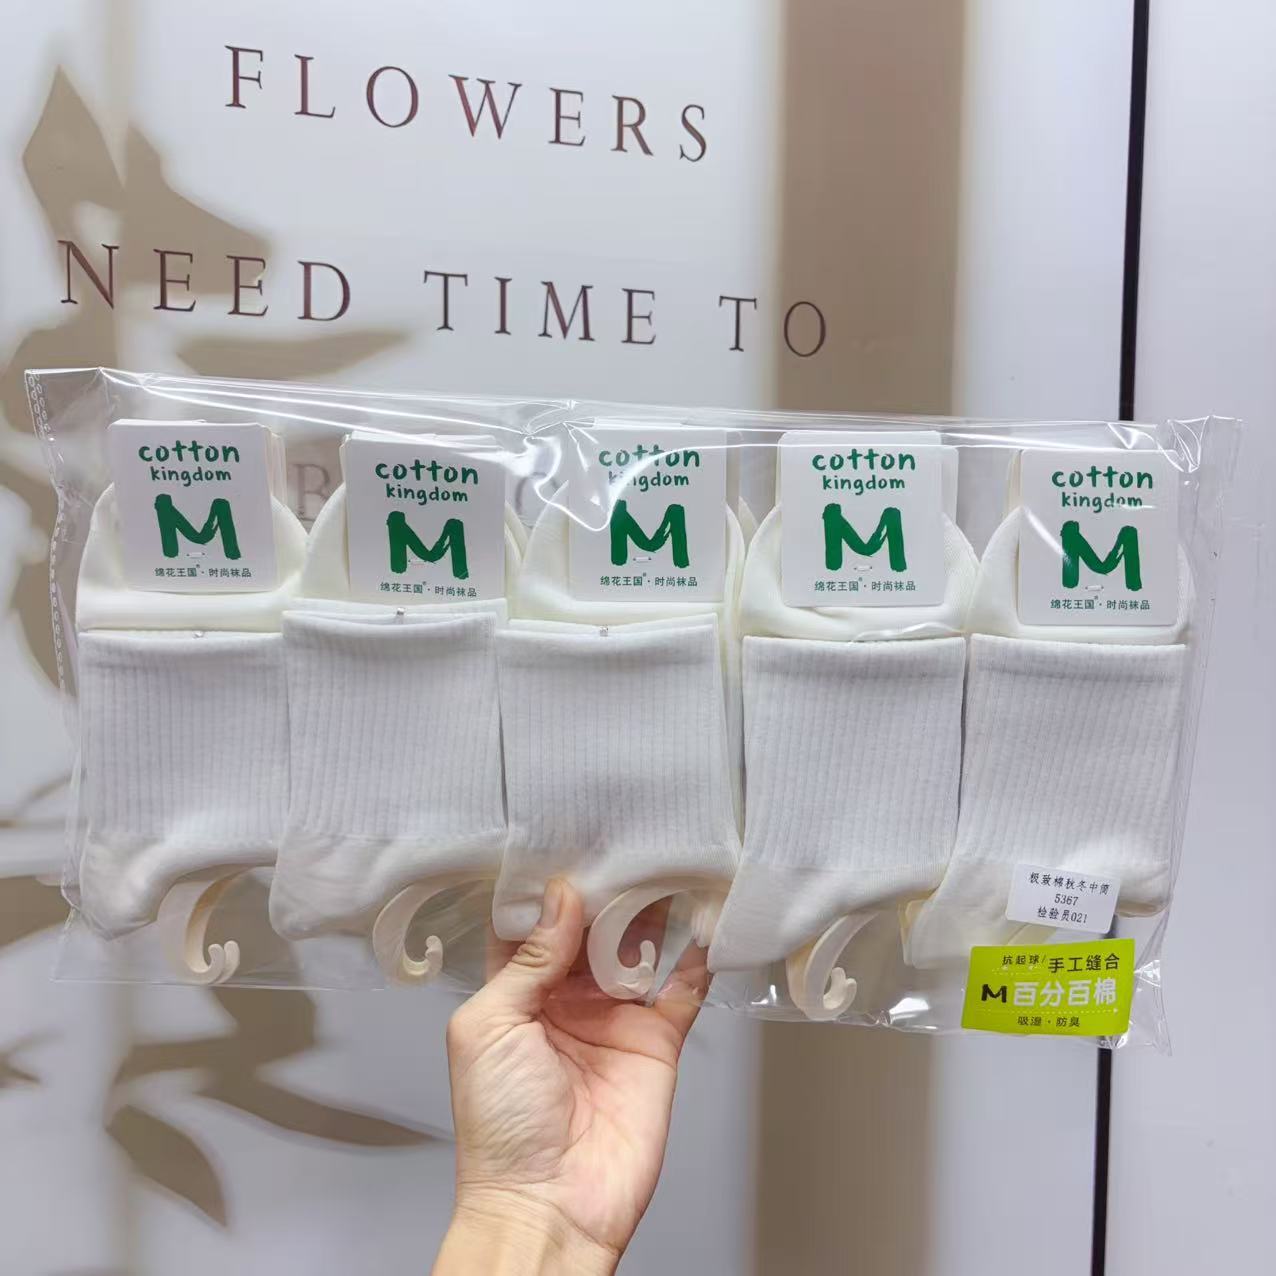 FLOWERS
NEED TIME TO
cotton
kingdom
M
绵花王国®·时尚袜品
cotton
kingdom
M
绵花王国®·时尚袜品
cotton
kingdom
M
绵花王国®·时尚袜品
cotton
kingdom
M
绵花王国®·时尚袜品
cotton
kingdom
M
绵花王国®·时尚袜品
极致棉秋冬中筒
5367
检验员021
抗起球/手工缝合
M百分百棉
吸湿·防臭